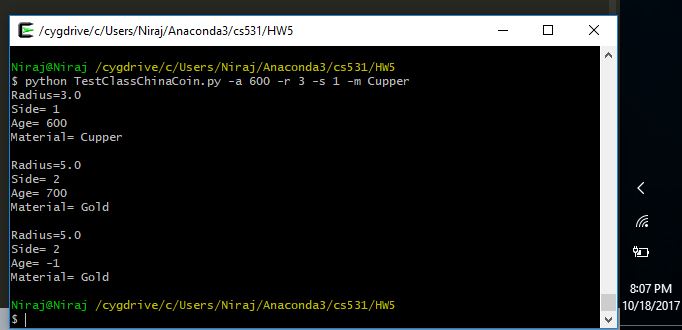 /cygdrive/c/Users/Niraj/Anaconda3/cs531/HW5
Niraj@Niraj /cygdrive/c/Users/Niraj/Anaconda3/cs531/HW5
$ python TestClassChinaCoin.py -a 600 -r 3 -s 1 -m Cupper
Radius=3.0
Side= 1
Age= 600
Material= Cupper
Radius=5.0
Side= 2
Age= 700
Material= Gold
Radius=5.0
Side= 2
Age= -1
Material= Gold
Niraj@Niraj /cygdrive/c/Users/Niraj/Anaconda3/cs531/HW5
$
8:07 PM
10/18/2017